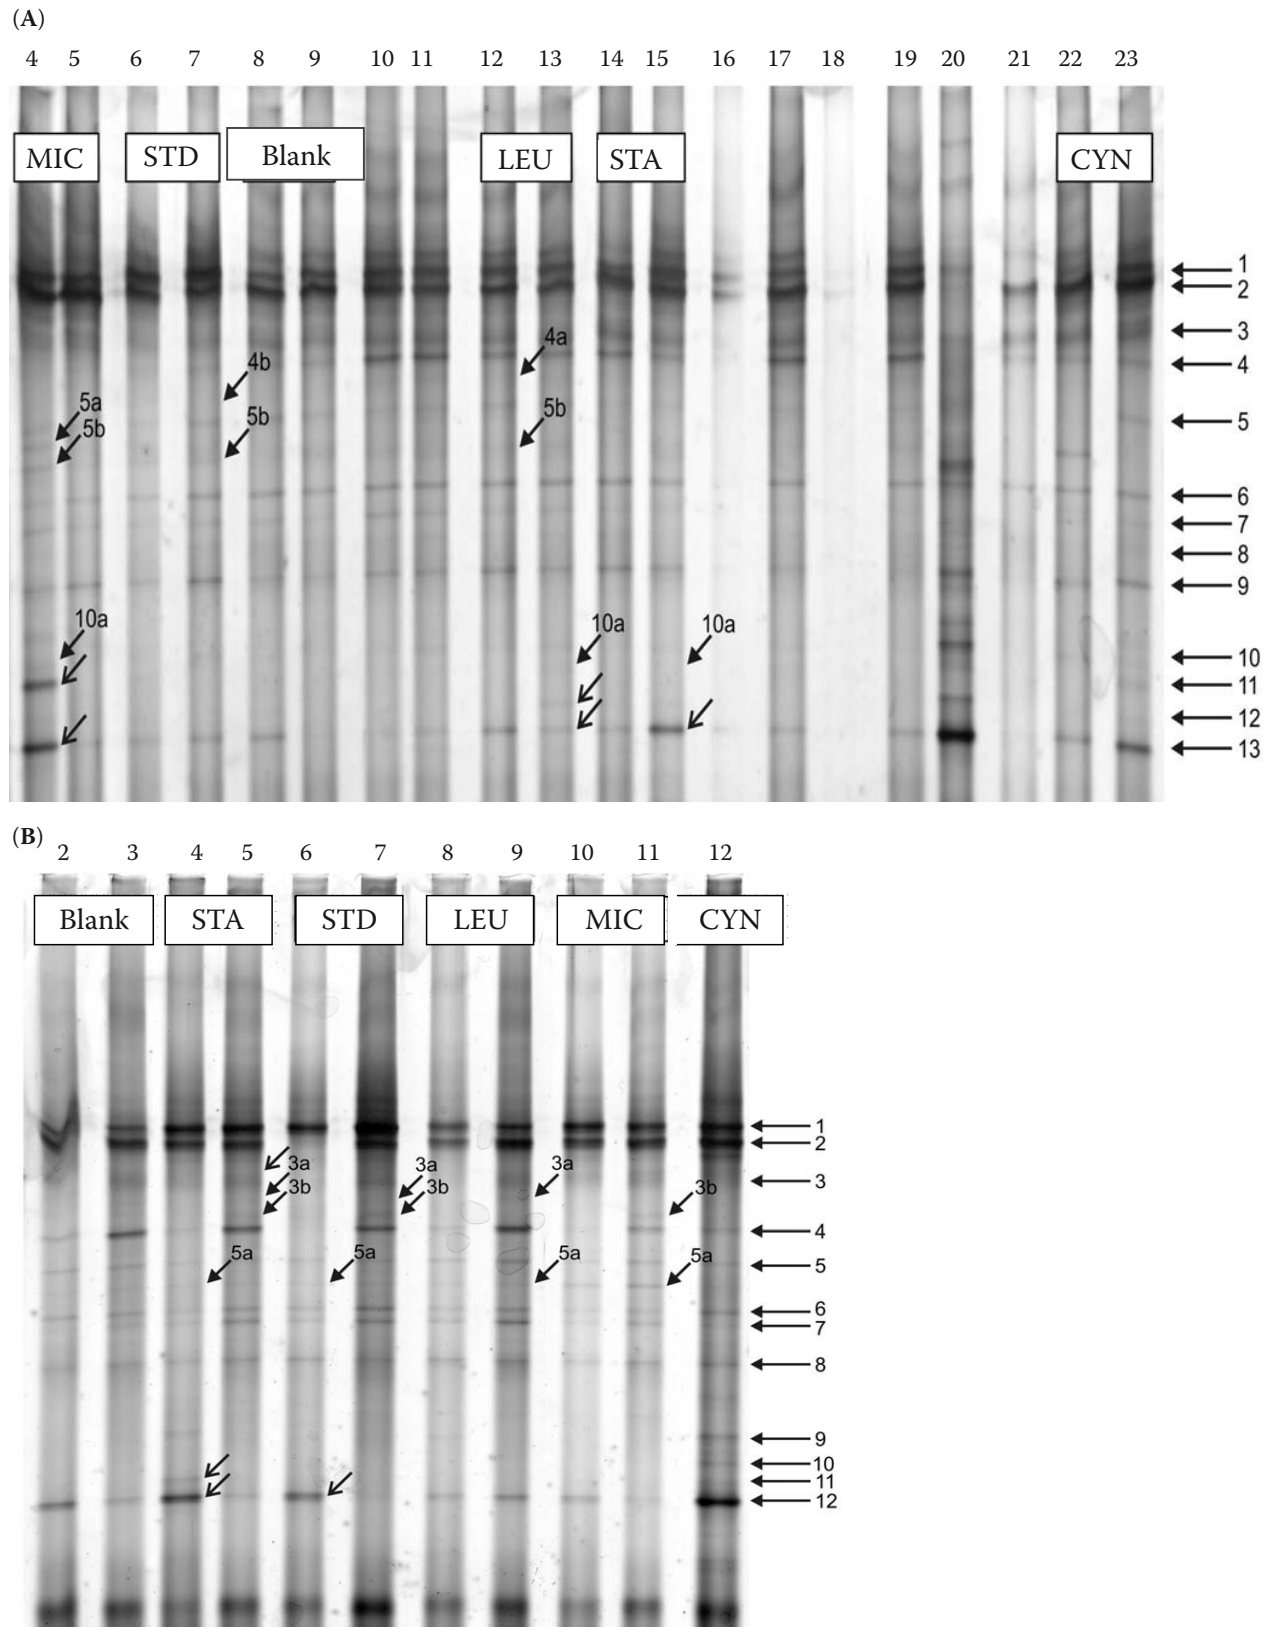 (A)
4 5 6 7 8 9 10 11 12 13 14 15 16 17 18 19 20 21 22 23
MIC STD Blank LEU STA CYN
1
2
3
4a
4b
4
5a
5b
5b
5b
5
6
7
8
9
10a
10a
10a
10
11
12
13
(B)
2 3 4 5 6 7 8 9 10 11 12
Blank STA STD LEU MIC CYN
1
2
3a
3a
3a
3b
3b
3b
3
4
5a
5a
5a
5a
5
6
7
8
9
10
11
12